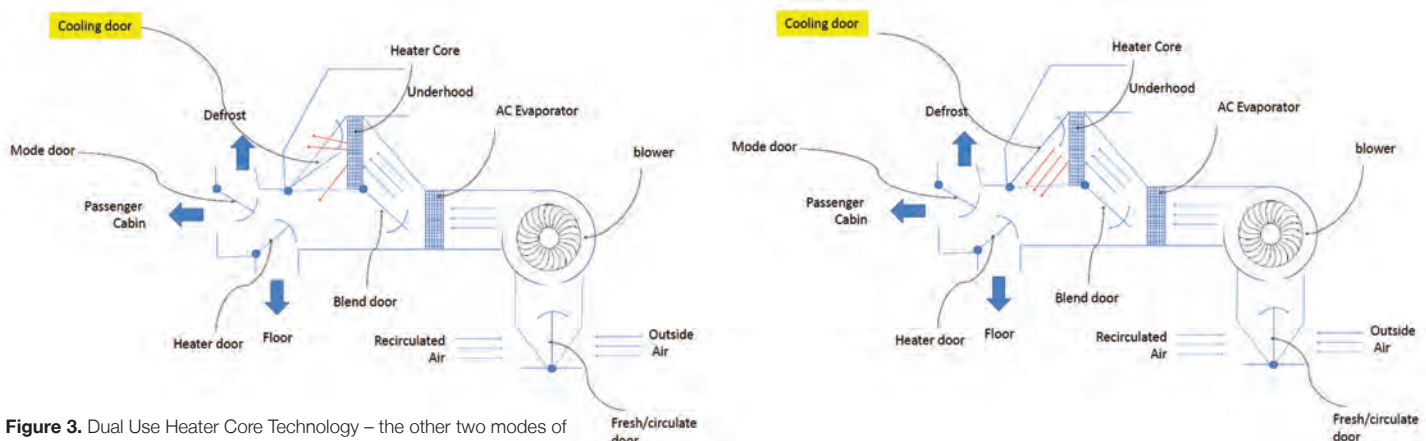 Cooling door
Heater Core
Underhood
Defrost
AC Evaporator
Mode door
blower
Passenger
Cabin
Blend door
Heater door
Floor
Recirculated
Air
Outside
Air
Fresh/circulate
door
Cooling door
Heater Core
Underhood
Defrost
AC Evaporator
Mode door
blower
Passenger
Cabin
Blend door
Heater door
Floor
Recirculated
Air
Outside
Air
Fresh/circulate
door
Figure 3. Dual Use Heater Core Technology – the other two modes of